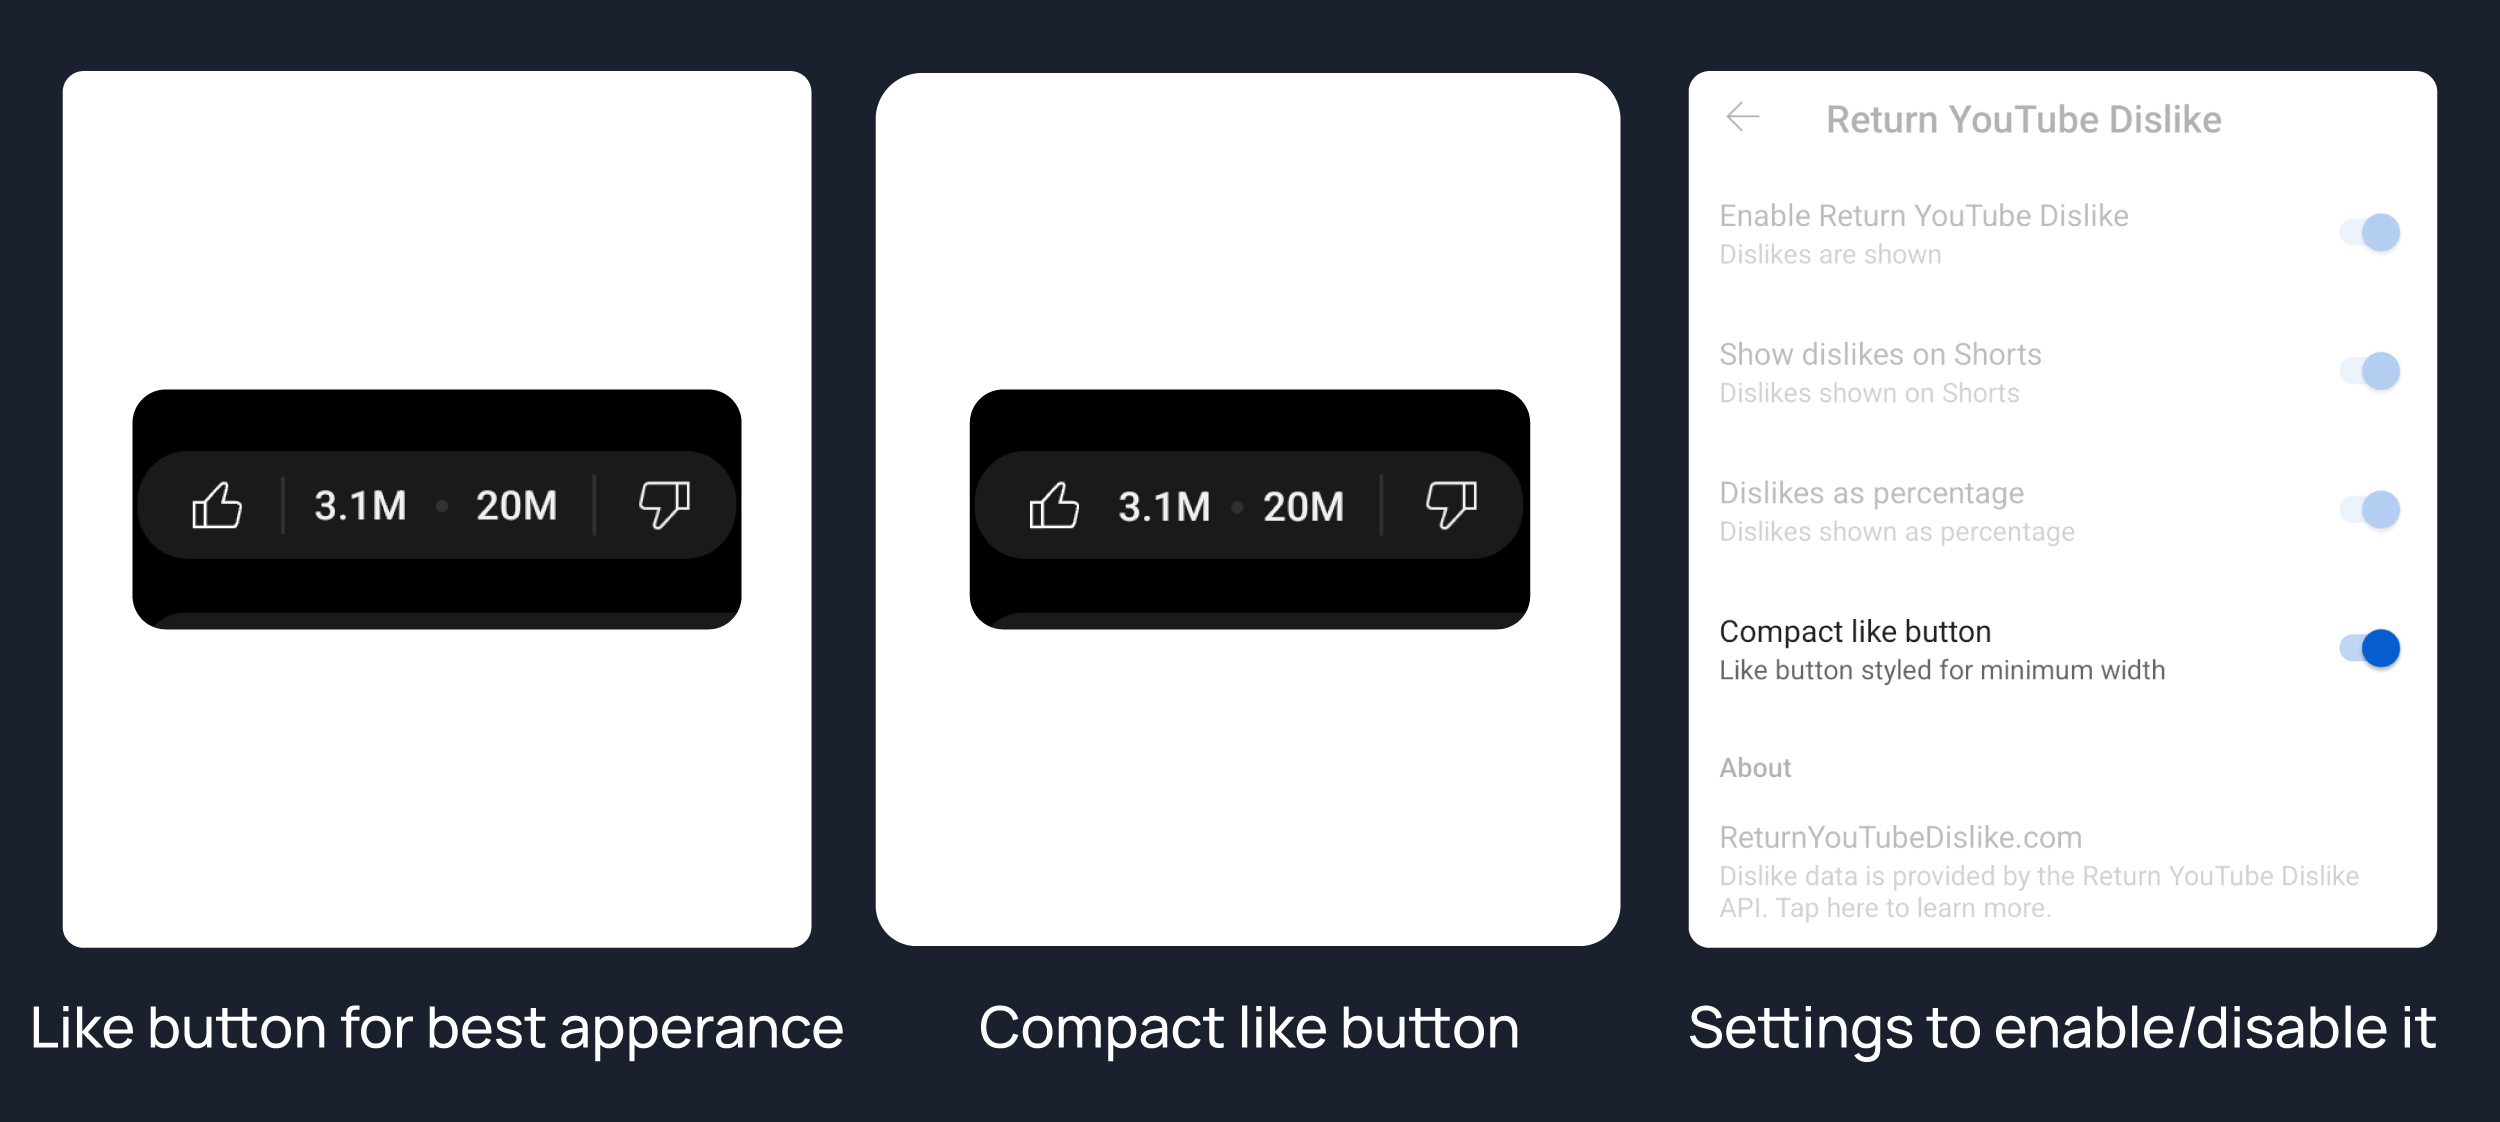 3.1M • 20M
Like button for best apperance
3.1M • 20M
Compact like button
Return YouTube Dislike
Enable Return YouTube Dislike
Dislikes are shown
Show dislikes on Shorts
Dislikes shown on Shorts
Dislikes as percentage
Dislikes shown as percentage
Compact like button
Like button styled for minimum width
About
ReturnYouTubeDislike.com
Dislike data is provided by the Return YouTube Dislike
API. Tap here to learn more.
Settings to enable/disable it